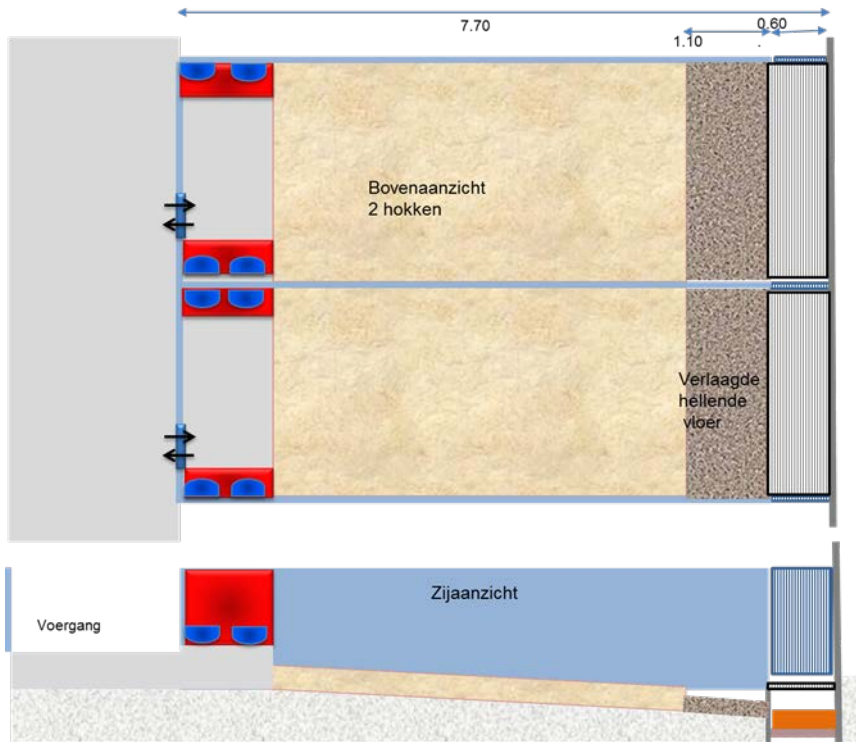 7.70
0.60
1.10
.
Bovenaanzicht
2 hokken
Verlaagde
hellende
vloer
Zijaanzicht
Voergang